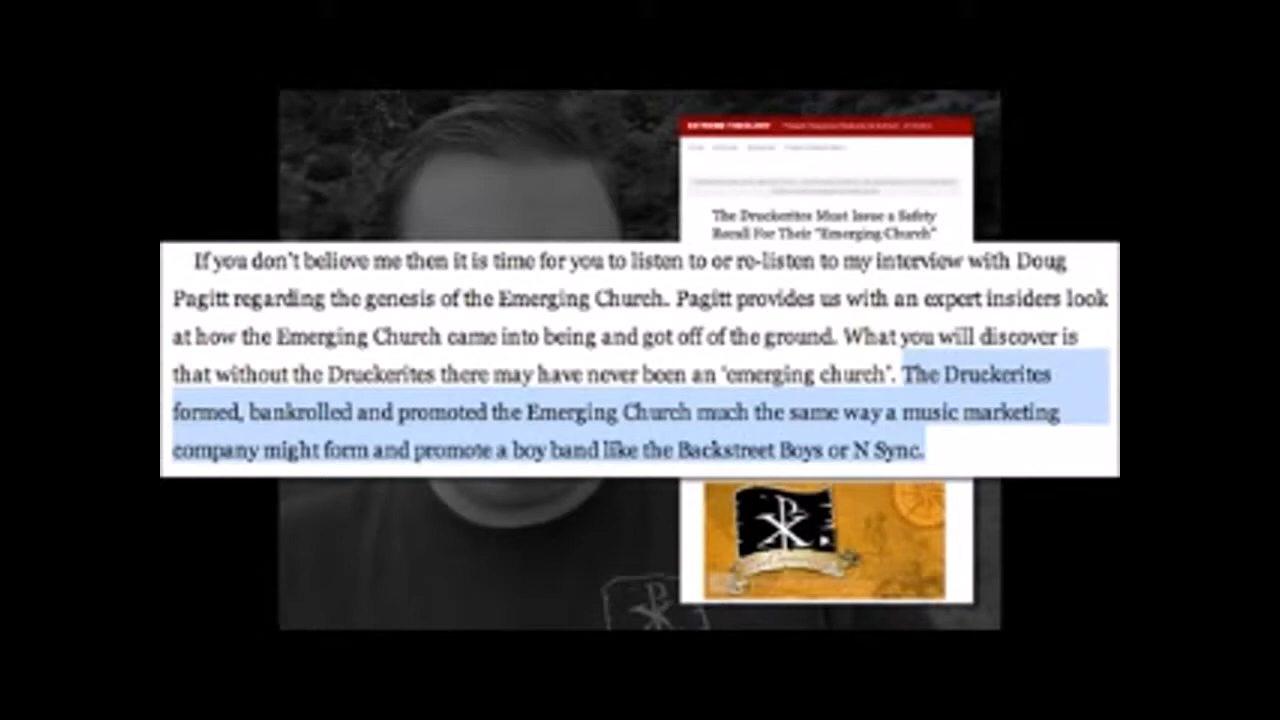 EXTREME THEOLOGY
The Druckerites Must Issue a Safety
Recall For Their "Emerging Church"
If you don't believe me then it is time for you to listen to or re-listen to my interview with Doug
Pagitt regarding the genesis of the Emerging Church. Pagitt provides us with an expert insiders look
at how the Emerging Church came into being and got off of the ground. What you will discover is
that without the Druckerites there may have never been an 'emerging church'. The Druckerites
formed, bankrolled and promoted the Emerging Church much the same way a music marketing
company might form and promote a boy band like the Backstreet Boys or N Sync.